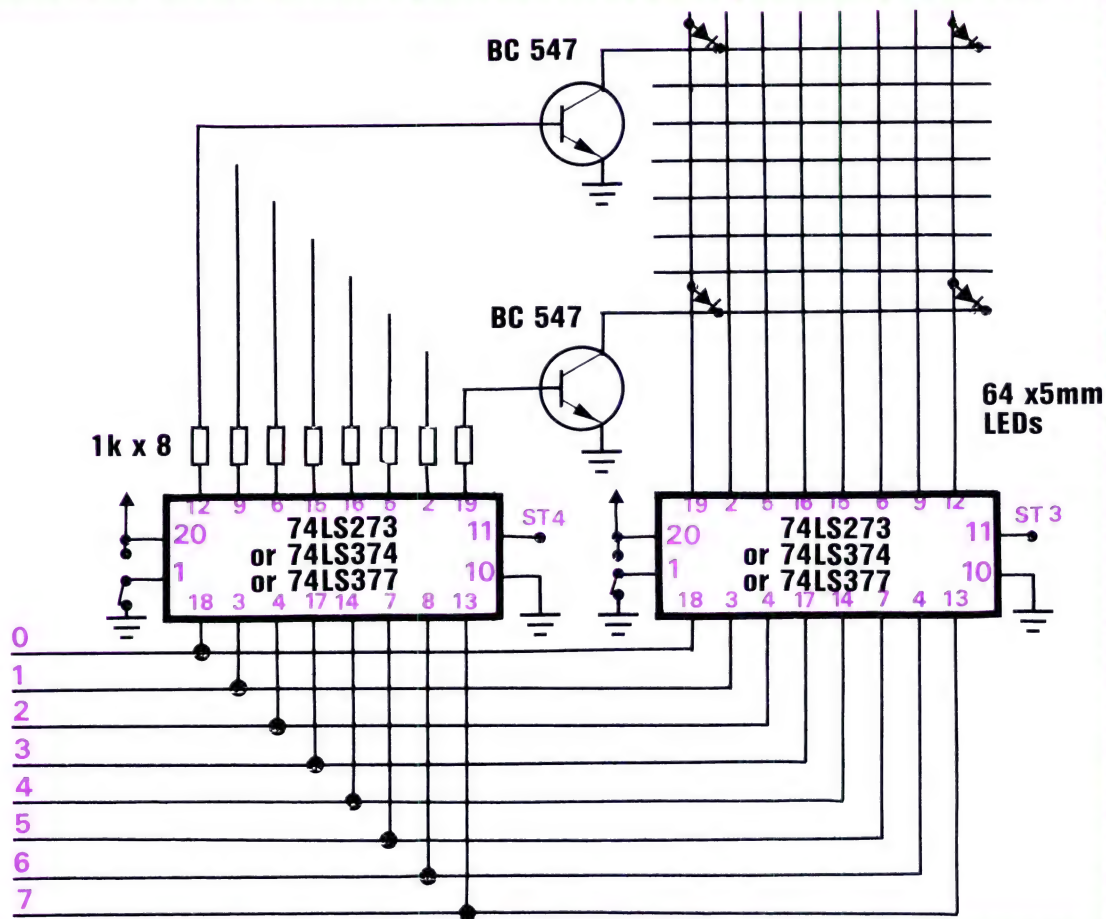 BC 547
BC 547
64 x5mm
LEDs
1k x 8
12 9 6 15 16 5 2 19
20
74LS273
or 74LS374
or 74LS377
11
ST4
1
10
18 3 4 17 14 7 8 13
19 2 5 16 15 6 9 12
20
74LS273
or 74LS374
or 74LS377
11
ST 3
1
10
18 3 4 17 14 7 4 13
0
1
2
3
4
5
6
7